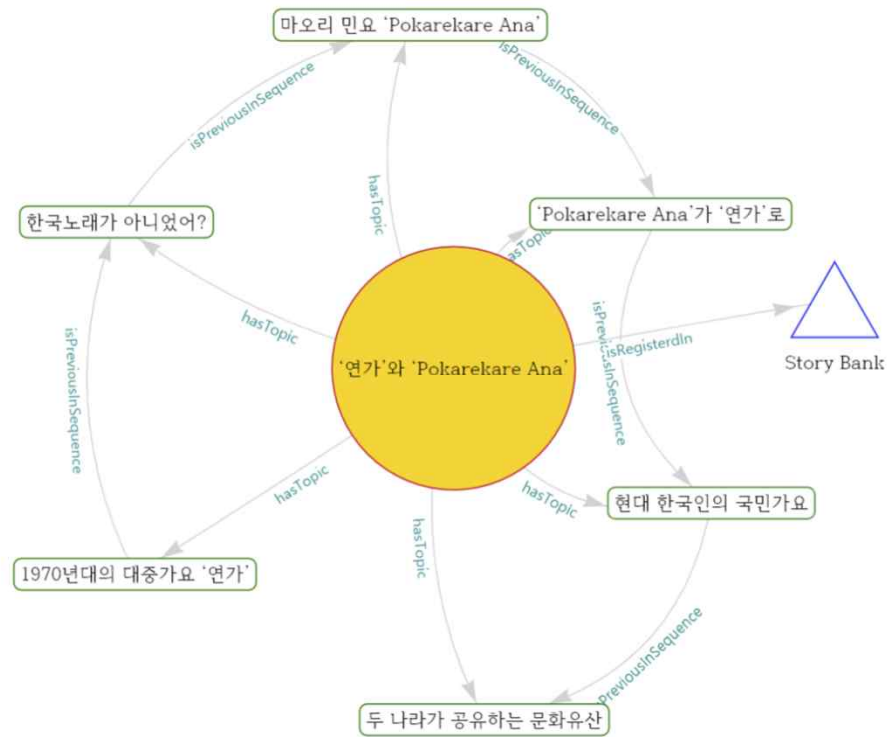 마오리 민요 ‘Pokarekare Ana’
isPreviousInSequence
isPreviousInSequence
hasTopic
한국노래가 아니었어?
‘Pokarekare Ana’가 ‘연가’로
asTopic
hasTopic
isPreviousInSequence
isRegisterdIn
Story Bank
‘연가’와 ‘Pokarekare Ana’
isPreviousInSequence
hasTopic
hasTopic
현대 한국인의 국민가요
hasTopic
1970년대의 대중가요 ‘연가’
PreviousInSequence
두 나라가 공유하는 문화유산